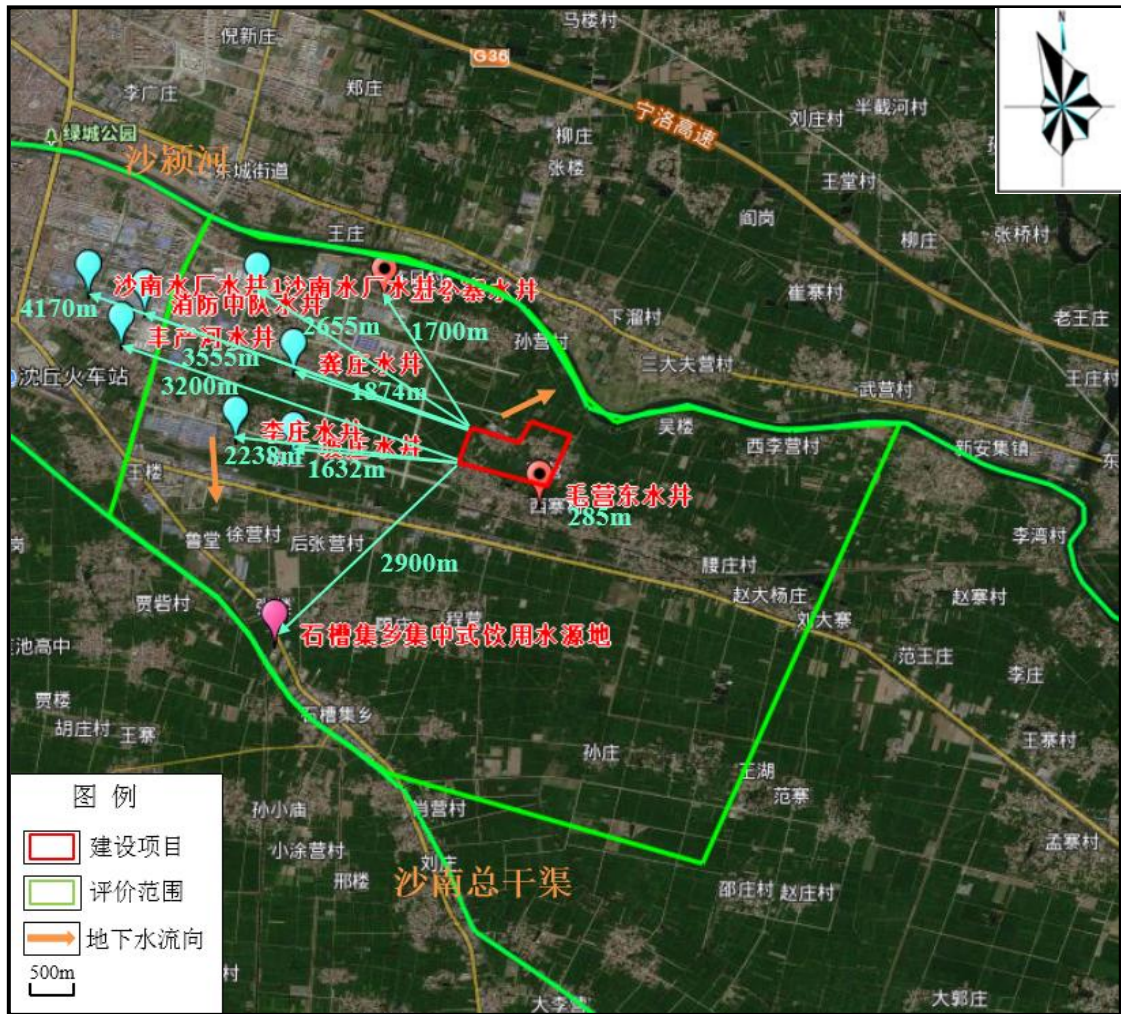 马楼村
倪新庄
G36
N
郑庄
李广庄
宁洛高速
半截河村
刘庄村
柳庄
绿城公园
沙颍河
张楼
东城街道
王堂村
阎岗
王庄
柳庄
张桥村
沙南水厂水井1
沙南水厂水井2
崔寨村
4170m
消防中队水井
2655m
1700m
下溜村
老王庄
丰产河水井
孙营村
3555m
龚庄水井
三大夫营村
沈丘火车站
3200m
1874m
武营村
王庄村
李庄水井
吴楼
西李营村
新安集镇
2238m
水井
王楼
1632m
毛营东水井
285m
鲁堂
徐营村
后张营村
李湾村
2900m
腰庄村
贾砦村
赵大杨庄
赵寨村
程营
刘大寨
石槽集乡集中式饮用水源地
池高中
范王庄
李庄
贾楼
石槽集乡
胡庄村
王寨
孙庄
王寨村
王湖
图 例
范寨
孙小庙
肖营村
建设项目
孟寨村
小涂营村
刘庄
评价范围
邢楼
沙南总干渠
邵庄村
赵庄村
地下水流向
500m
村
大郭庄